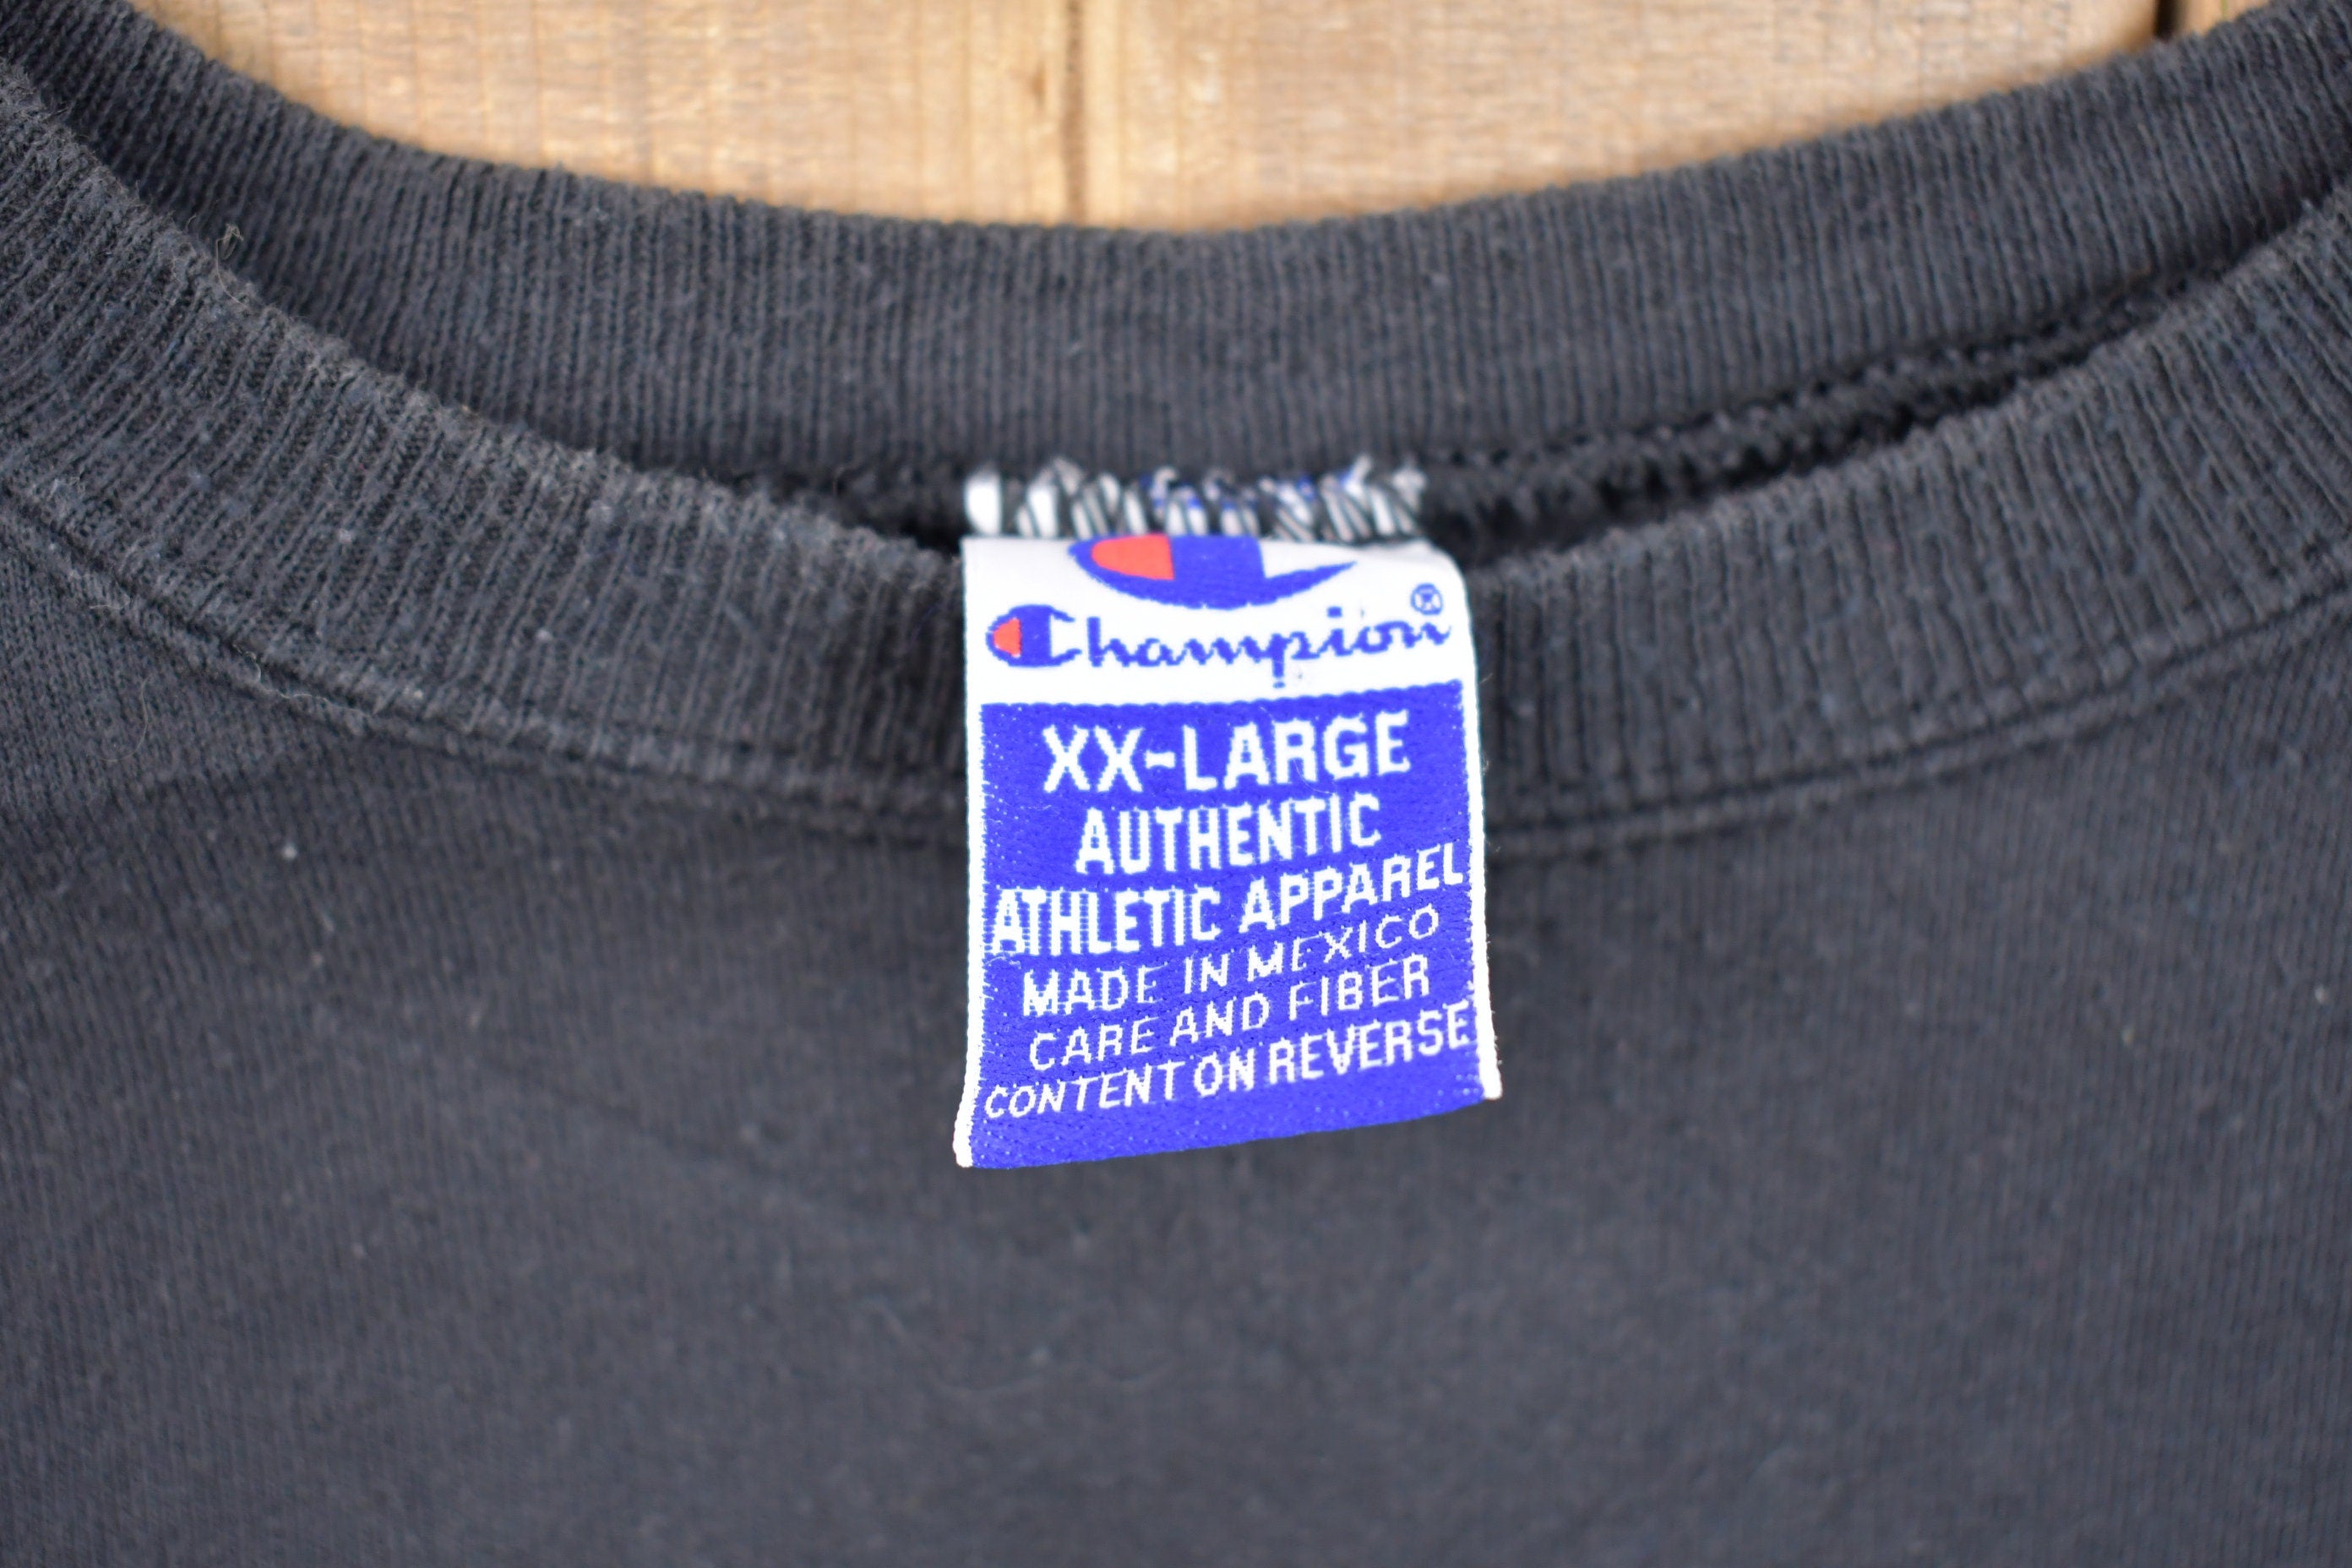 Champion®
XX-LARGE
AUTHENTIC
ATHLETIC APPAREL
MADE IN MEXICO
CARE AND FIBER
CONTENT ON REVERSE